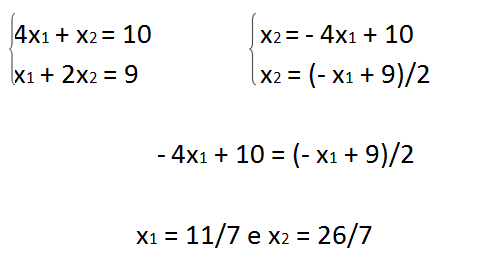 4x1 + x2 = 10
x1 + 2x2 = 9
x2 = - 4x1 + 10
x2 = (- x1 + 9)/2
- 4x1 + 10 = (- x1 + 9)/2
x1 = 11/7 e x2 = 26/7